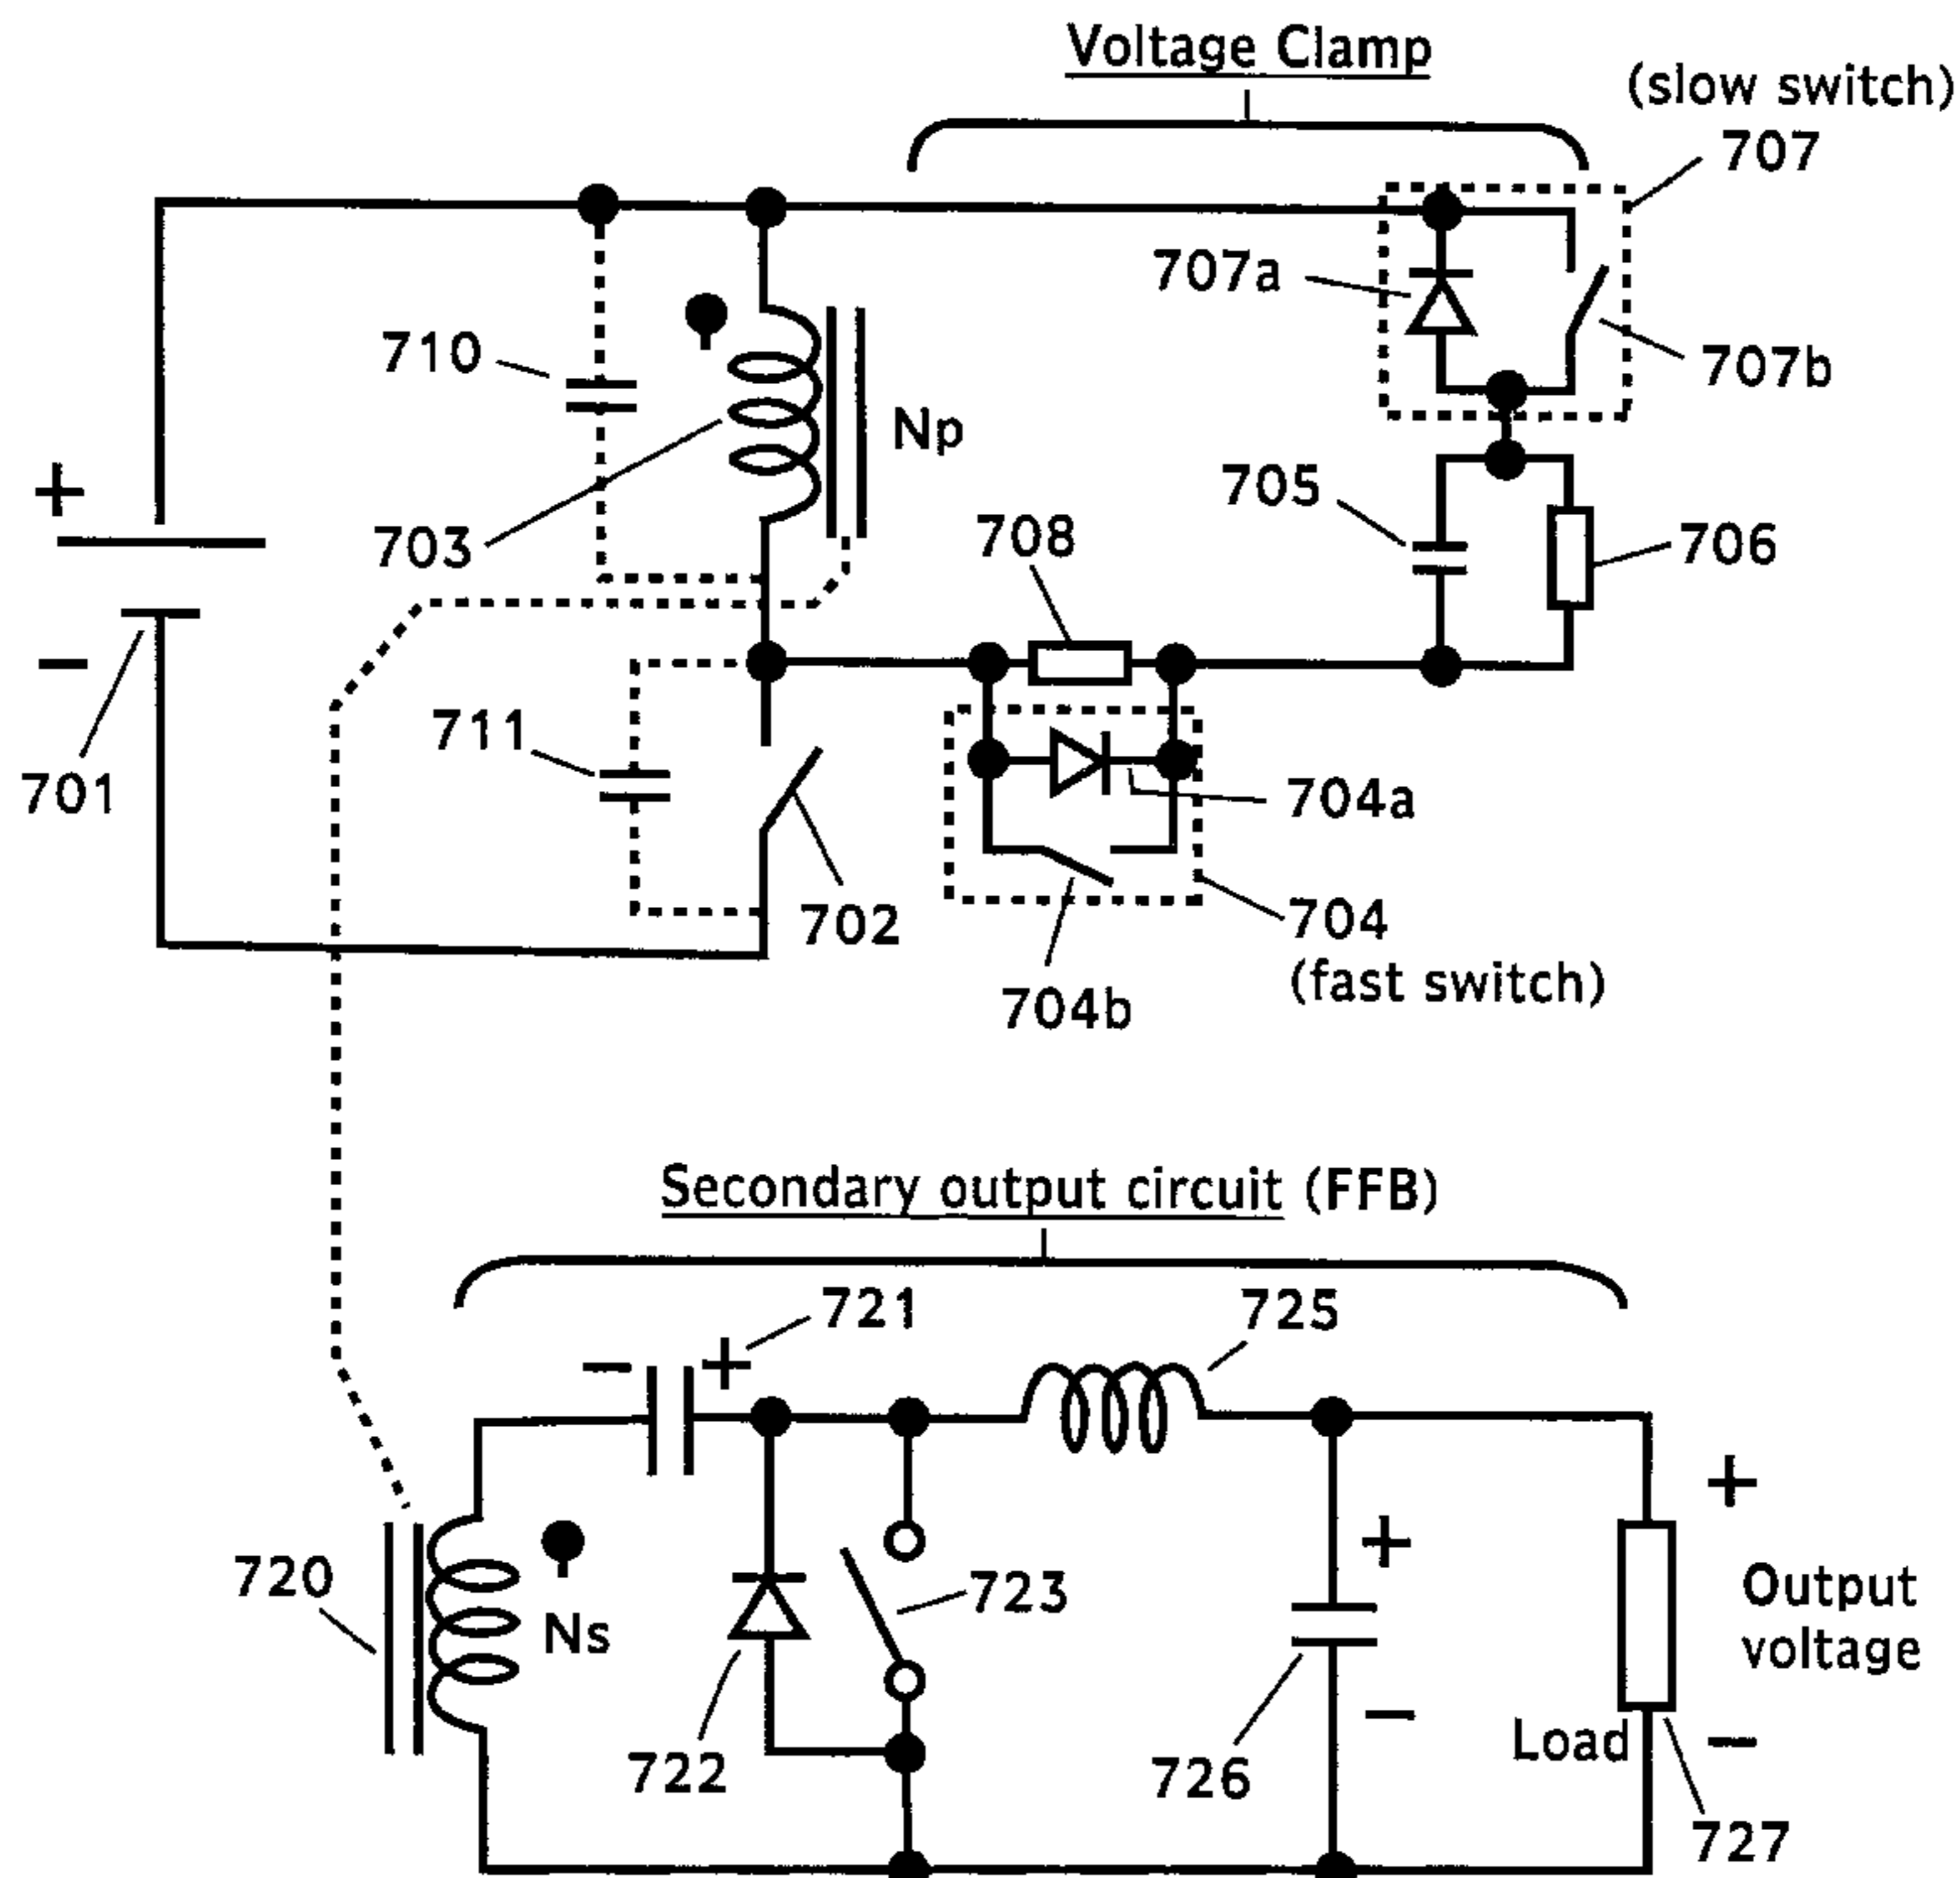 Voltage Clamp
(slow switch)
707
707a
707b
710
Np
+
703
708
705
706
−
711
701
704a
702
704
(fast switch)
704b
Secondary output circuit (FFB)
721
725
− +
+
720
Ns
723
+
Output
voltage
722
726
−
Load
−
727